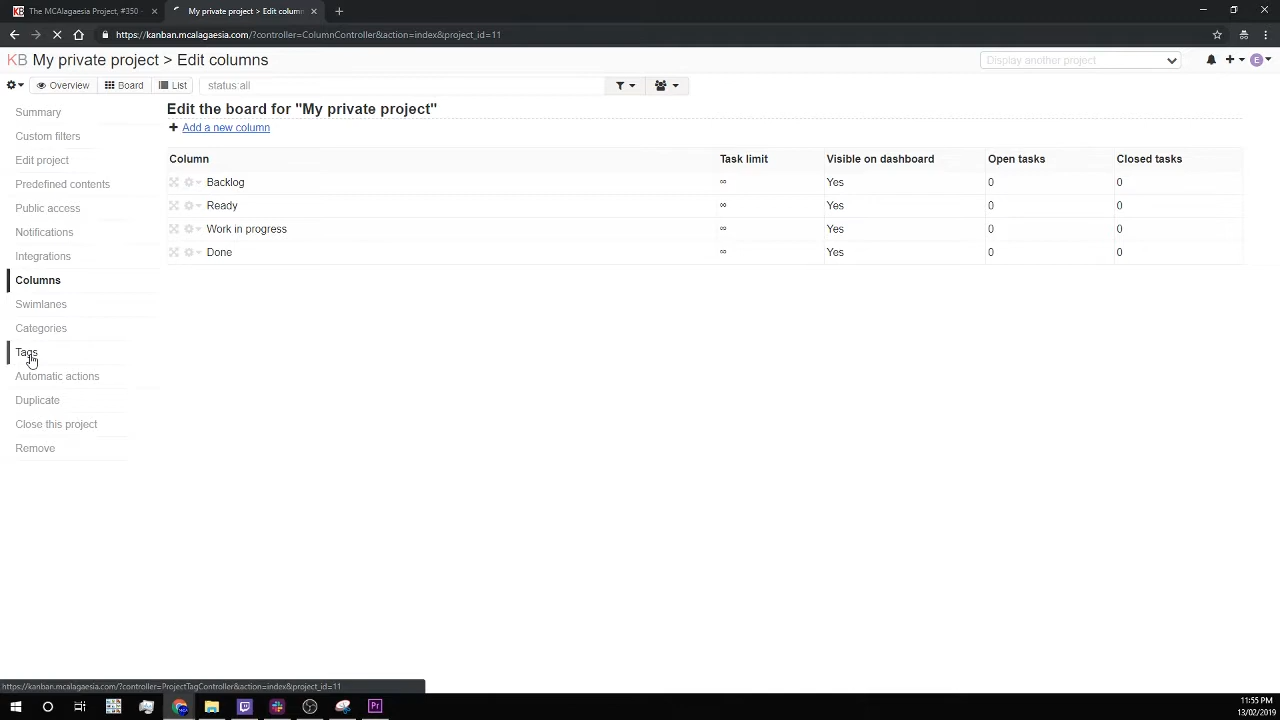 The MCAlagaesia Project, #350 -
My private project > Edit column
https://kanban.mcalagaesia.com/?controller=ColumnController&action=index&project_id=11
KB My private project > Edit columns
Display another project
E
Overview
Board
List
status:all
Summary
Custom filters
Edit project
Predefined contents
Public access
Notifications
Integrations
Columns
Swimlanes
Categories
Tags
Automatic actions
Duplicate
Close this project
Remove
Edit the board for "My private project"
+ Add a new column
Column Task limit Visible on dashboard Open tasks Closed tasks
Backlog ∞ Yes 0 0
Ready ∞ Yes 0 0
Work in progress ∞ Yes 0 0
Done ∞ Yes 0 0
https://kanban.mcalagaesia.com/?controller=ProjectTagController&action=index&project_id=11
Pr
11:55 PM
13/02/2019